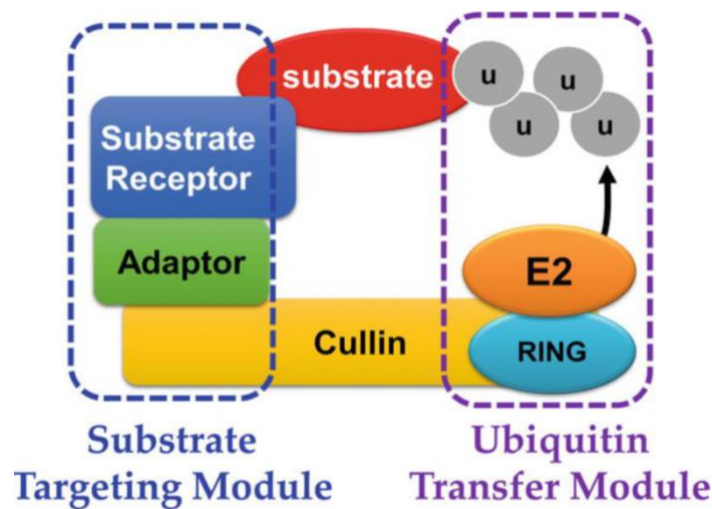 substrate
u
u
u
u
Substrate
Receptor
Adaptor
E2
Cullin
RING
Substrate
Targeting Module
Ubiquitin
Transfer Module